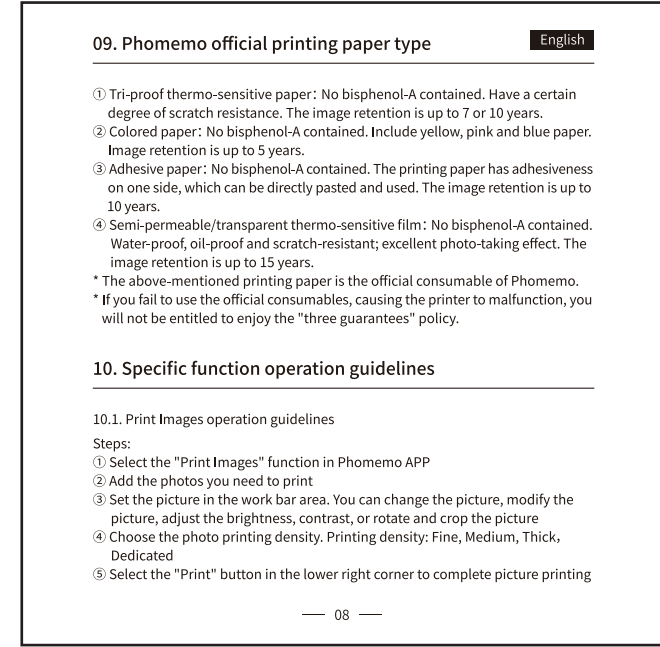 09. Phomemo official printing paper type
English
① Tri-proof thermo-sensitive paper: No bisphenol-A contained. Have a certain
degree of scratch resistance. The image retention is up to 7 or 10 years.
② Colored paper: No bisphenol-A contained. Include yellow, pink and blue paper.
Image retention is up to 5 years.
③ Adhesive paper: No bisphenol-A contained. The printing paper has adhesiveness
on one side, which can be directly pasted and used. The image retention is up to
10 years.
④ Semi-permeable/transparent thermo-sensitive film: No bisphenol-A contained.
Water-proof, oil-proof and scratch-resistant; excellent photo-taking effect. The
image retention is up to 15 years.
* The above-mentioned printing paper is the official consumable of Phomemo.
* If you fail to use the official consumables, causing the printer to malfunction, you
will not be entitled to enjoy the "three guarantees" policy.
10. Specific function operation guidelines
10.1. Print Images operation guidelines
Steps:
① Select the "Print Images" function in Phomemo APP
② Add the photos you need to print
③ Set the picture in the work bar area. You can change the picture, modify the
picture, adjust the brightness, contrast, or rotate and crop the picture
④ Choose the photo printing density. Printing density: Fine, Medium, Thick,
Dedicated
⑤ Select the "Print" button in the lower right corner to complete picture printing
— 08 —